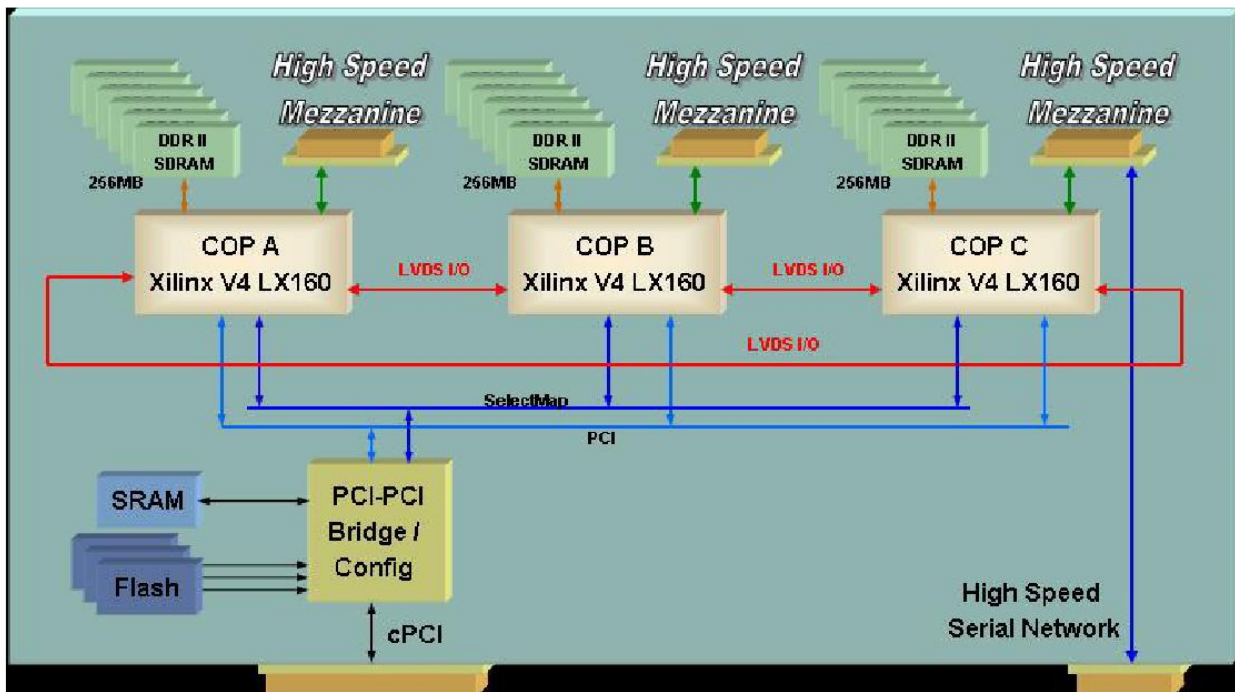 High Speed
Mezzanine
High Speed
Mezzanine
High Speed
Mezzanine
DDR II
SDRAM
256MB
DDR II
SDRAM
256MB
DDR II
SDRAM
256MB
COP A
Xilinx V4 LX160
LVDS I/O
COP B
Xilinx V4 LX160
LVDS I/O
COP C
Xilinx V4 LX160
LVDS I/O
SelectMap
PCI
SRAM
PCI-PCI
Bridge /
Config
Flash
cPCI
High Speed
Serial Network